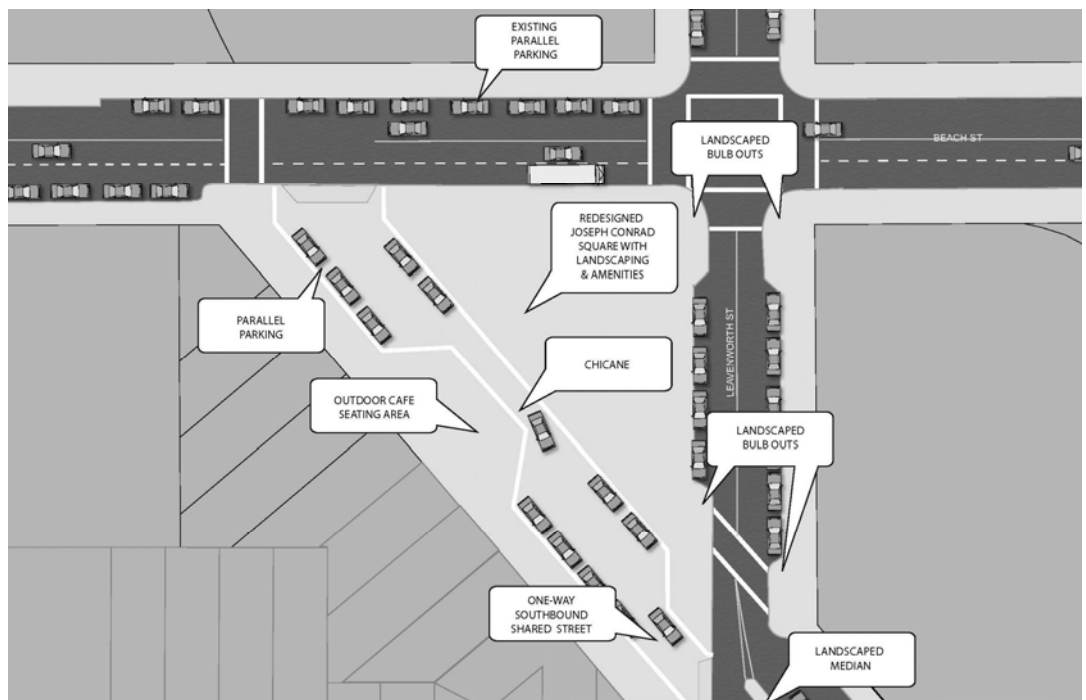 EXISTING
PARALLEL
PARKING
BEACH ST
LANDSCAPED
BULB OUTS
REDESIGNED
JOSEPH CONRAD
SQUARE WITH
LANDSCAPING
& AMENITIES
PARALLEL
PARKING
CHICANE
LEAVENWORTH ST
OUTDOOR CAFE
SEATING AREA
LANDSCAPED
BULB OUTS
ONE-WAY
SOUTHBOUND
SHARED STREET
LANDSCAPED
MEDIAN